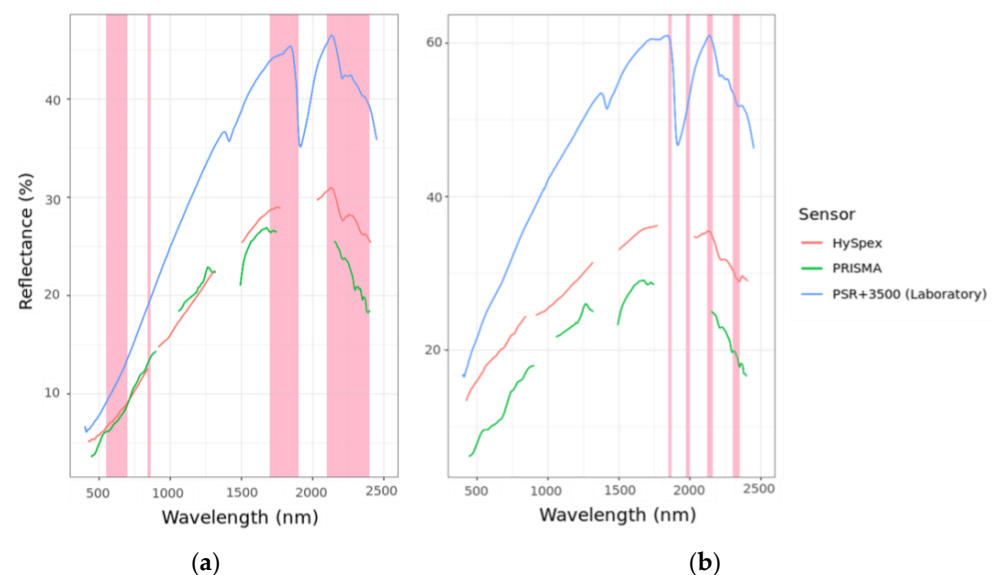 Reflectance (%)
40
30
20
10
500 1000 1500 2000 2500
Wavelength (nm)
(a)
60
40
20
500 1000 1500 2000 2500
Wavelength (nm)
(b)
Sensor
HySpex
PRISMA
PSR+3500 (Laboratory)